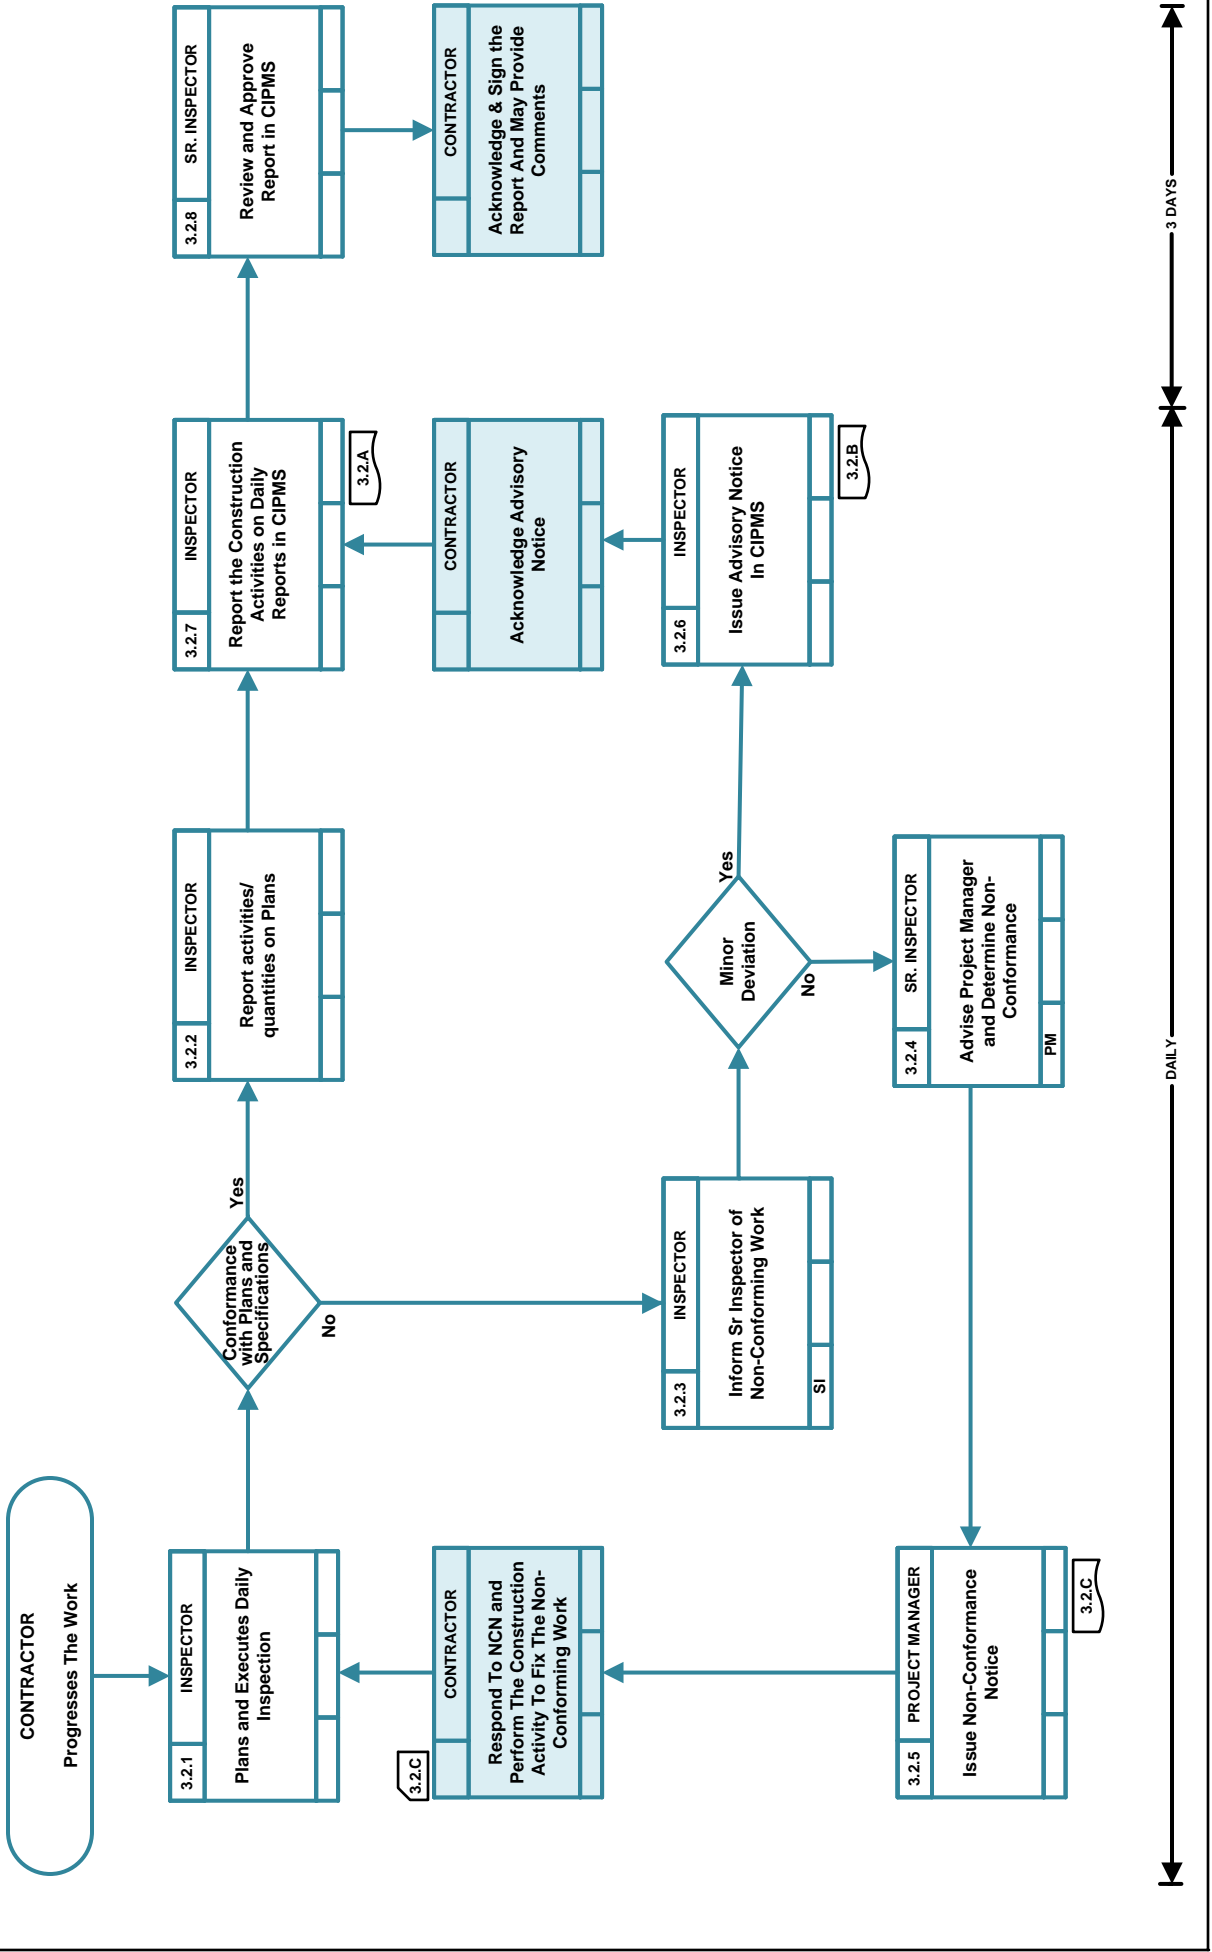 CONTRACTOR
Progresses The Work
3.2.1
INSPECTOR
Plans and Executes Daily
Inspection
Conformance
with Plans and
Specifications
Yes
No
3.2.2
INSPECTOR
Report activities/
quantities on Plans
3.2.7
INSPECTOR
Report the Construction
Activities on Daily
Reports in CIPMS
3.2.A
3.2.8
SR. INSPECTOR
Review and Approve
Report in CIPMS
3.2.C
CONTRACTOR
Respond To NCN and
Perform The Construction
Activity To Fix The Non-
Conforming Work
CONTRACTOR
Acknowledge Advisory
Notice
CONTRACTOR
Acknowledge & Sign the
Report And May Provide
Comments
3.2.3
INSPECTOR
Inform Sr Inspector of
Non-Conforming Work
SI
Minor
Deviation
Yes
No
3.2.6
INSPECTOR
Issue Advisory Notice
In CIPMS
3.2.B
3.2.5
PROJECT MANAGER
Issue Non-Conformance
Notice
3.2.C
3.2.4
SR. INSPECTOR
Advise Project Manager
and Determine Non-
Conformance
PM
DAILY
3 DAYS